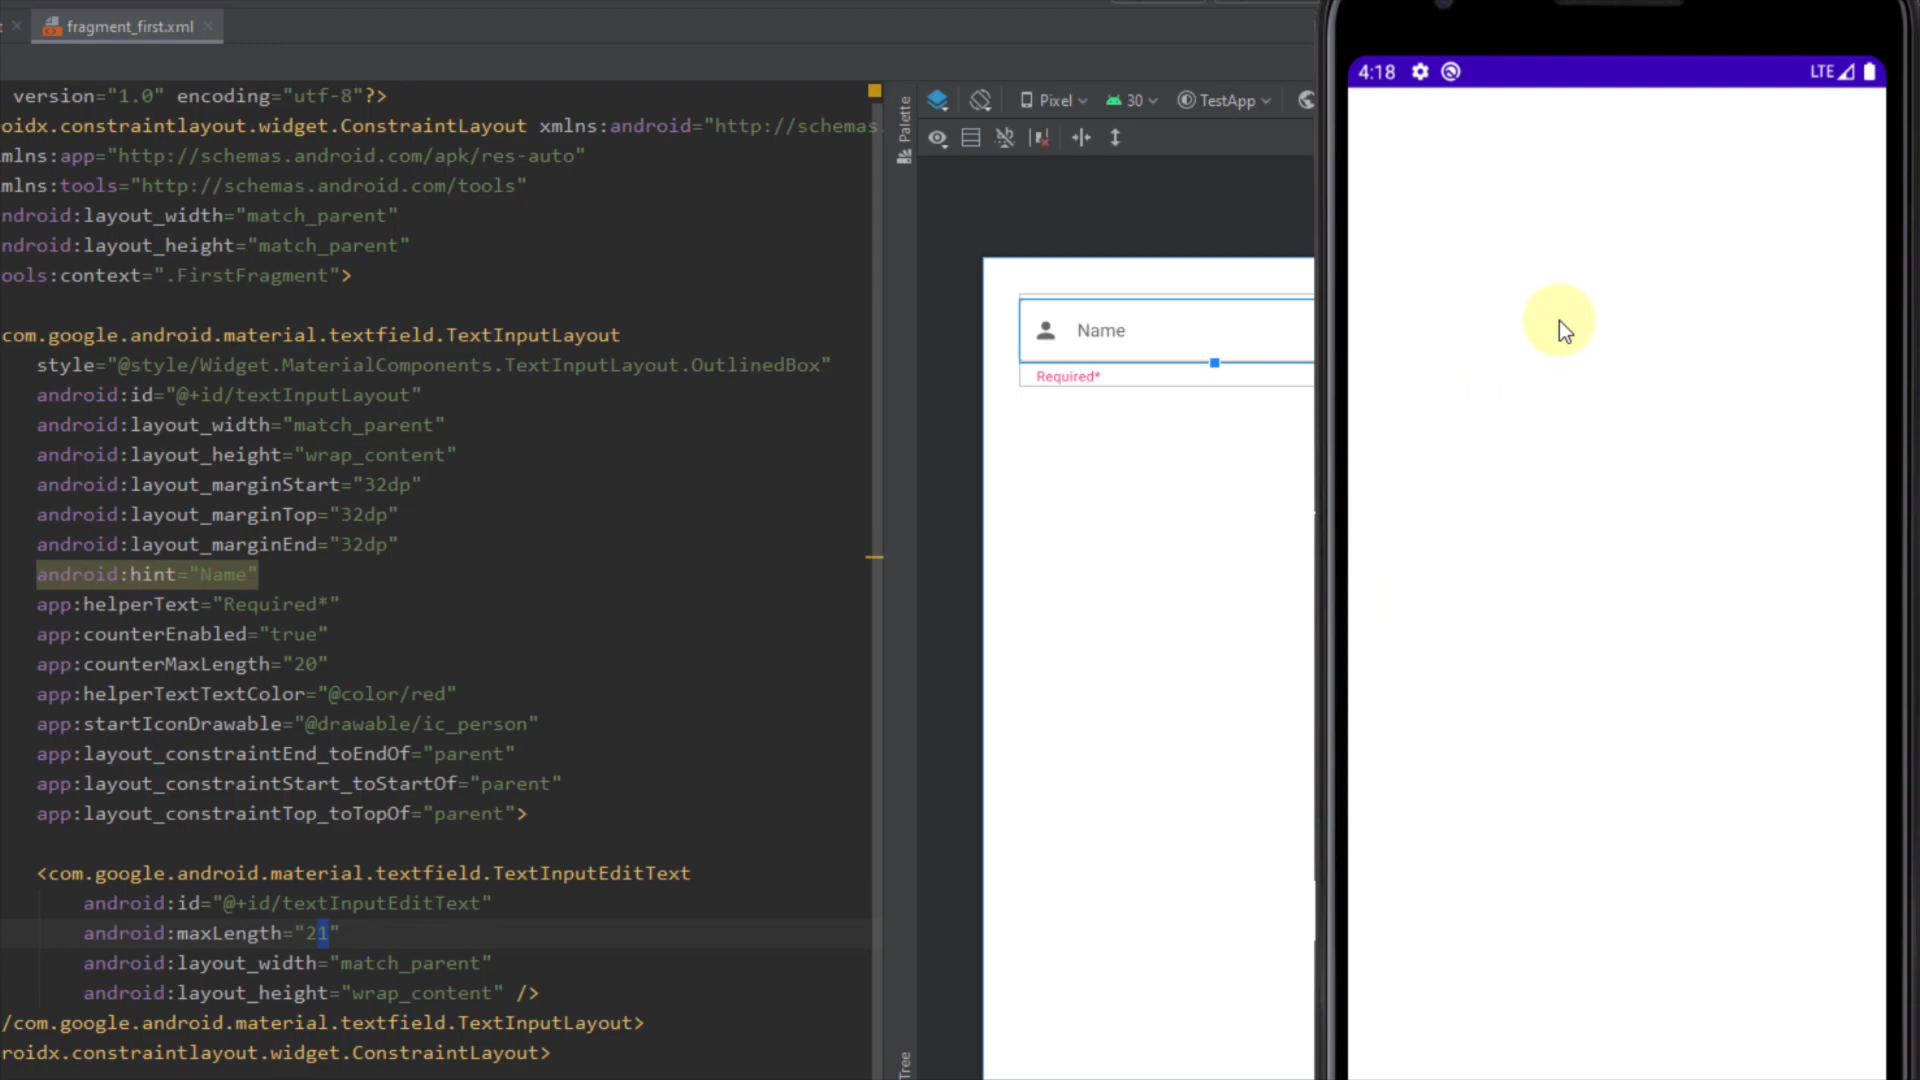 fragment_first.xml
version="1.0" encoding="utf-8"?>
oidx.constraintlayout.widget.ConstraintLayout xmlns:android="http://schemas.
mlns:app="http://schemas.android.com/apk/res-auto"
mlns:tools="http://schemas.android.com/tools"
ndroid:layout_width="match_parent"
ndroid:layout_height="match_parent"
ools:context=".FirstFragment">
com.google.android.material.textfield.TextInputLayout
style="@style/Widget.MaterialComponents.TextInputLayout.OutlinedBox"
android:id="@+id/textInputLayout"
android:layout_width="match_parent"
android:layout_height="wrap_content"
android:layout_marginStart="32dp"
android:layout_marginTop="32dp"
android:layout_marginEnd="32dp"
android:hint="Name"
app:helperText="Required*"
app:counterEnabled="true"
app:counterMaxLength="20"
app:helperTextTextColor="@color/red"
app:startIconDrawable="@drawable/ic_person"
app:layout_constraintEnd_toEndOf="parent"
app:layout_constraintStart_toStartOf="parent"
app:layout_constraintTop_toTopOf="parent">
<com.google.android.material.textfield.TextInputEditText
android:id="@+id/textInputEditText"
android:maxLength="21"
android:layout_width="match_parent"
android:layout_height="wrap_content" />
/com.google.android.material.textfield.TextInputLayout>
roidx.constraintlayout.widget.ConstraintLayout>
Palette
Tree
Pixel 30 TestApp
Name
Required*
4:18 LTE